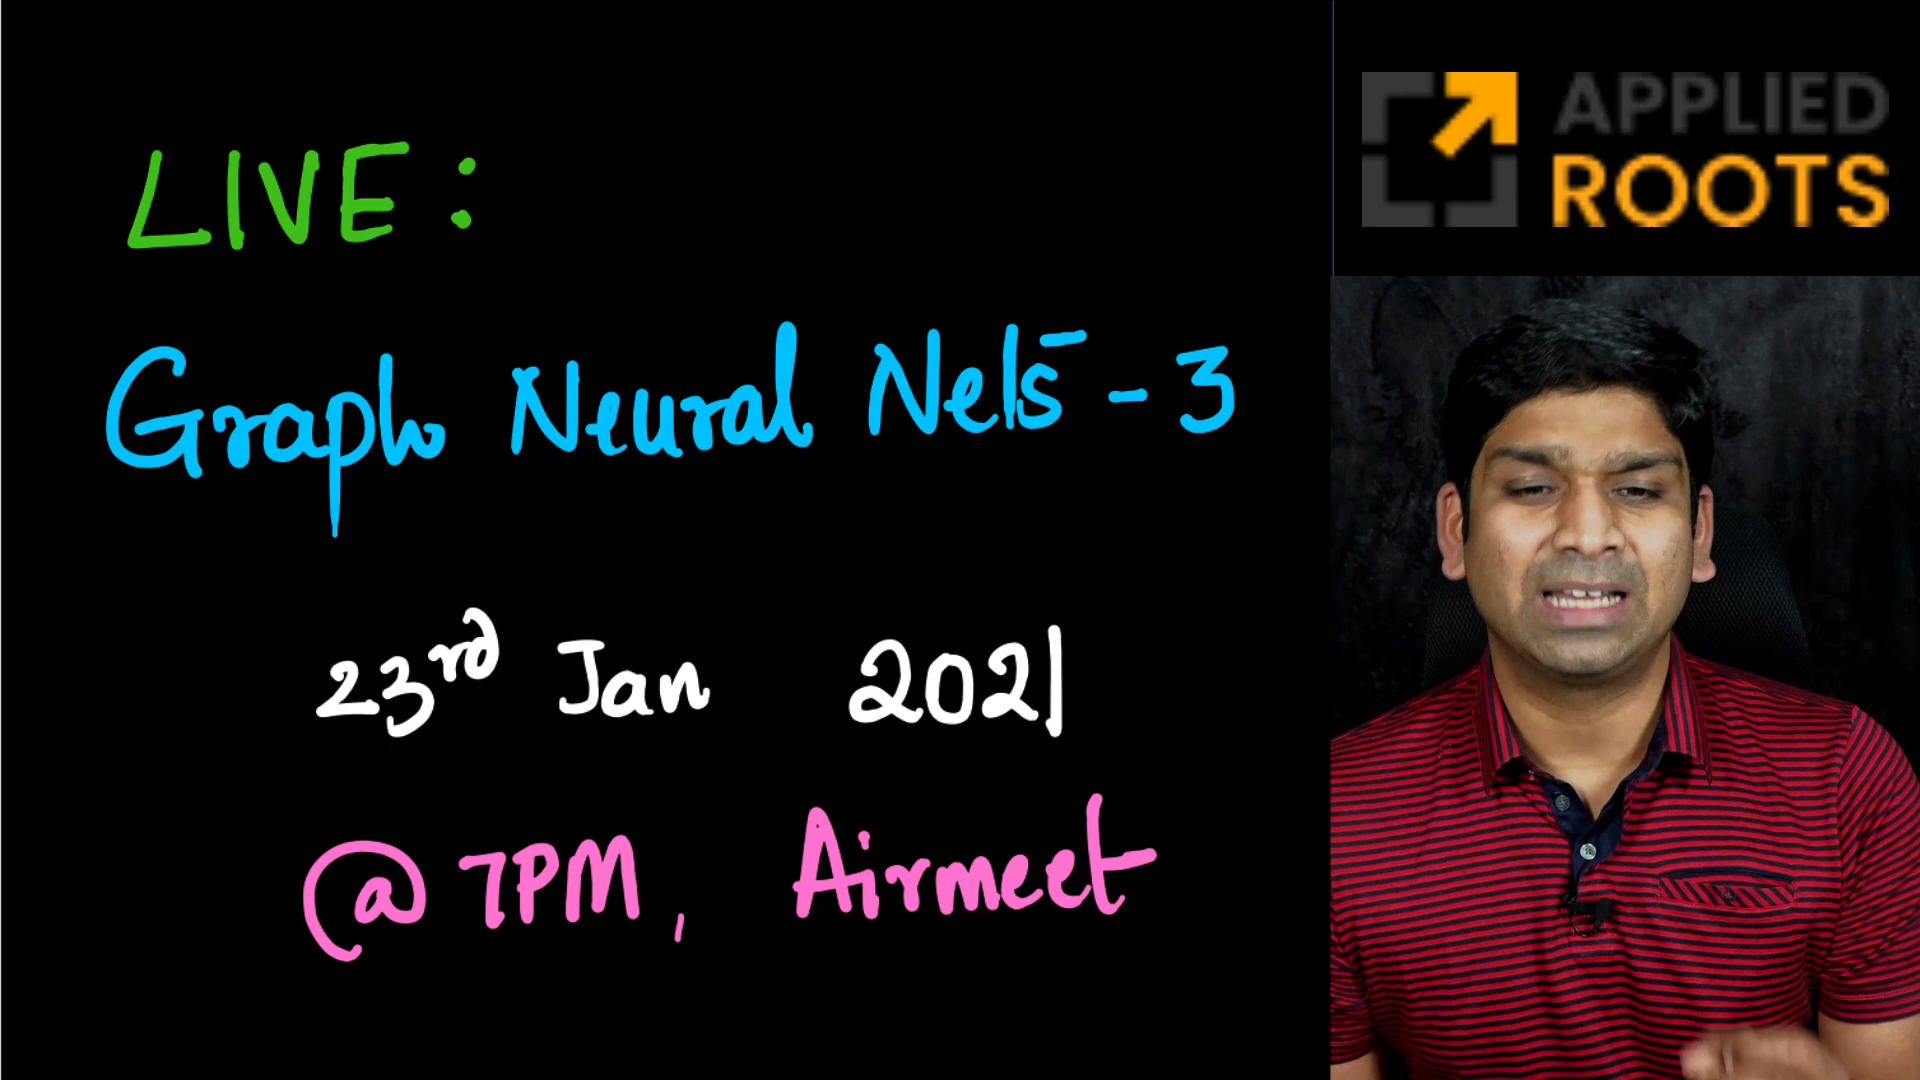 LIVE:
Graph Neural Nets - 3
23rd Jan 2021
@ 7PM, Airmeet
APPLIED
ROOTS